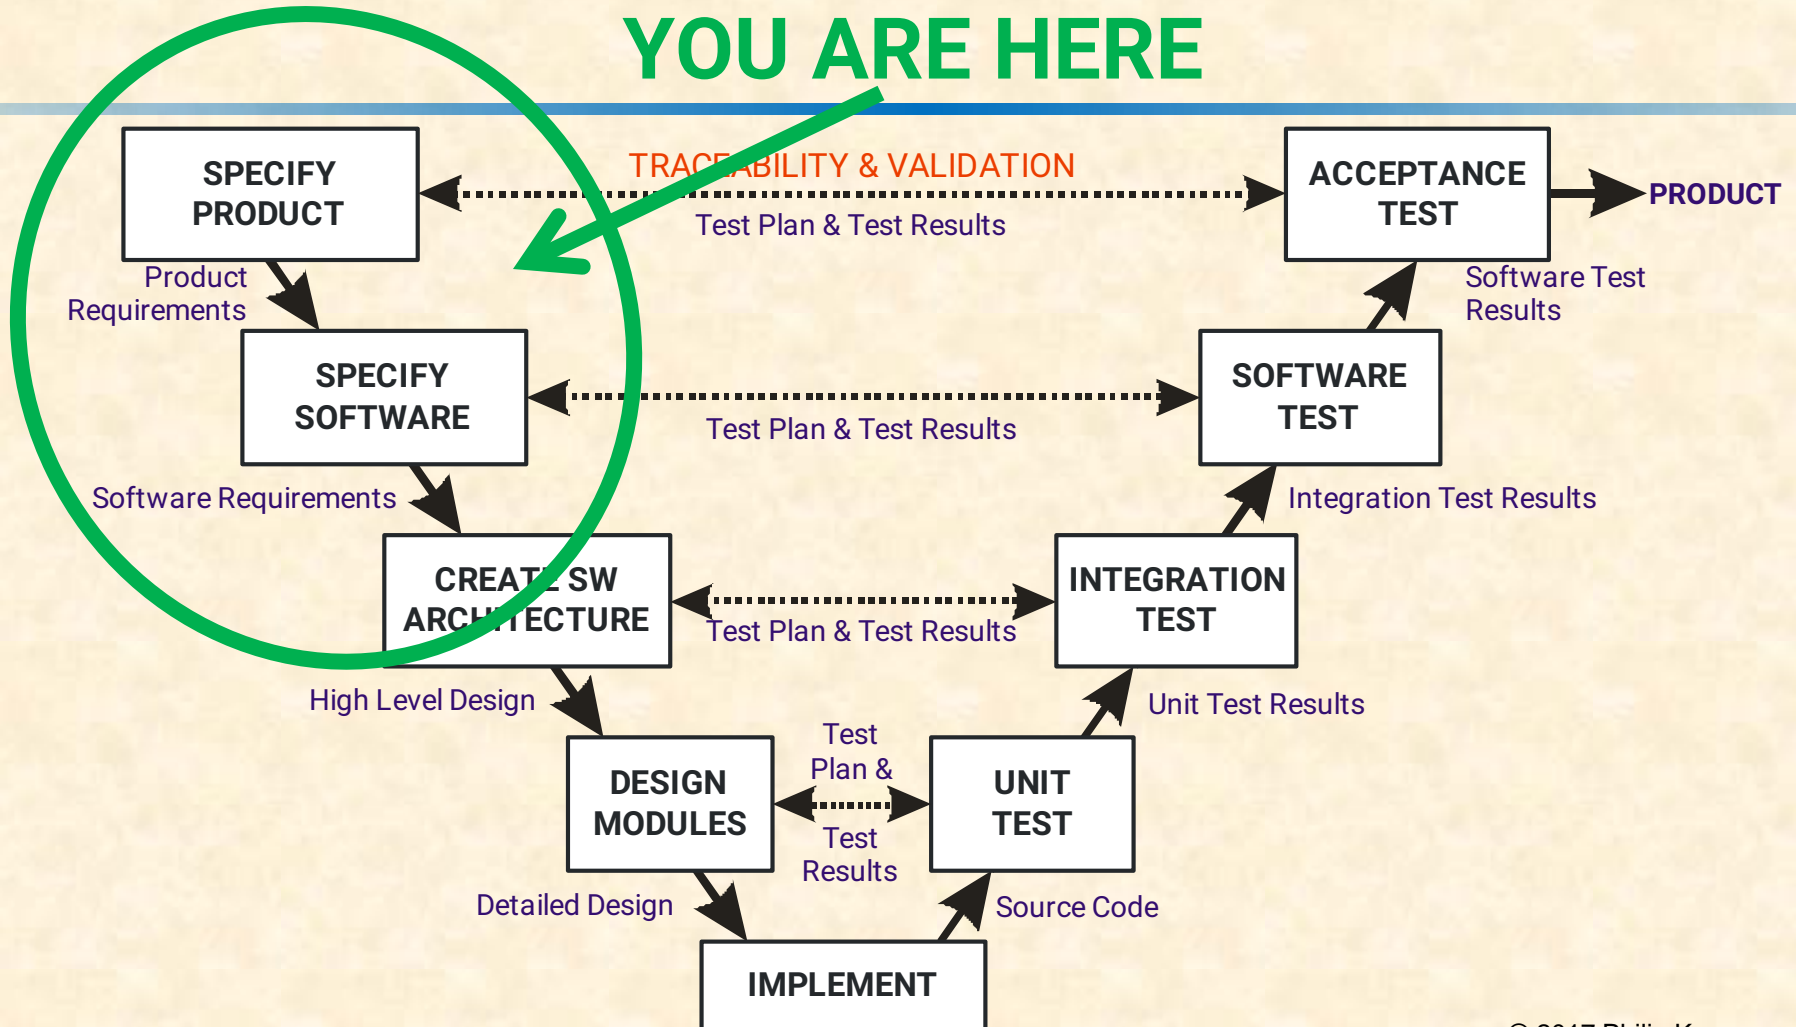 YOU ARE HERE
SPECIFY
PRODUCT
TRACEABILITY & VALIDATION
Test Plan & Test Results
ACCEPTANCE
TEST
PRODUCT
Product
Requirements
Software Test
Results
SPECIFY
SOFTWARE
Test Plan & Test Results
SOFTWARE
TEST
Software Requirements
Integration Test Results
CREATE SW
ARCHITECTURE
Test Plan & Test Results
INTEGRATION
TEST
High Level Design
Unit Test Results
DESIGN
MODULES
Test
Plan &
Test
Results
UNIT
TEST
Detailed Design
Source Code
IMPLEMENT